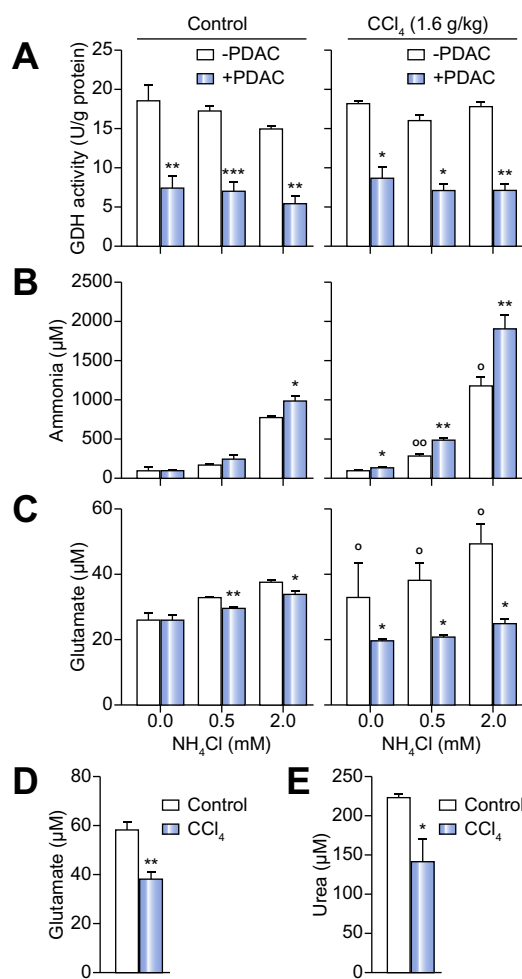 Control
CCl₄ (1.6 g/kg)
A
-PDAC
+PDAC
-PDAC
+PDAC
GDH activity (U/g protein)
25
20
15
10
5
0
** *** **
* * **
B
Ammonia (µM)
2500
2000
1500
1000
500
0
*
* oo ** o **
C
Glutamate (µM)
60
40
20
0
** *
o * o * o *
0.0 0.5 2.0
0.0 0.5 2.0
NH₄Cl (mM)
NH₄Cl (mM)
D
Glutamate (µM)
80
60
40
20
0
**
Control
CCl₄
E
Urea (µM)
250
200
150
100
50
0
*
Control
CCl₄